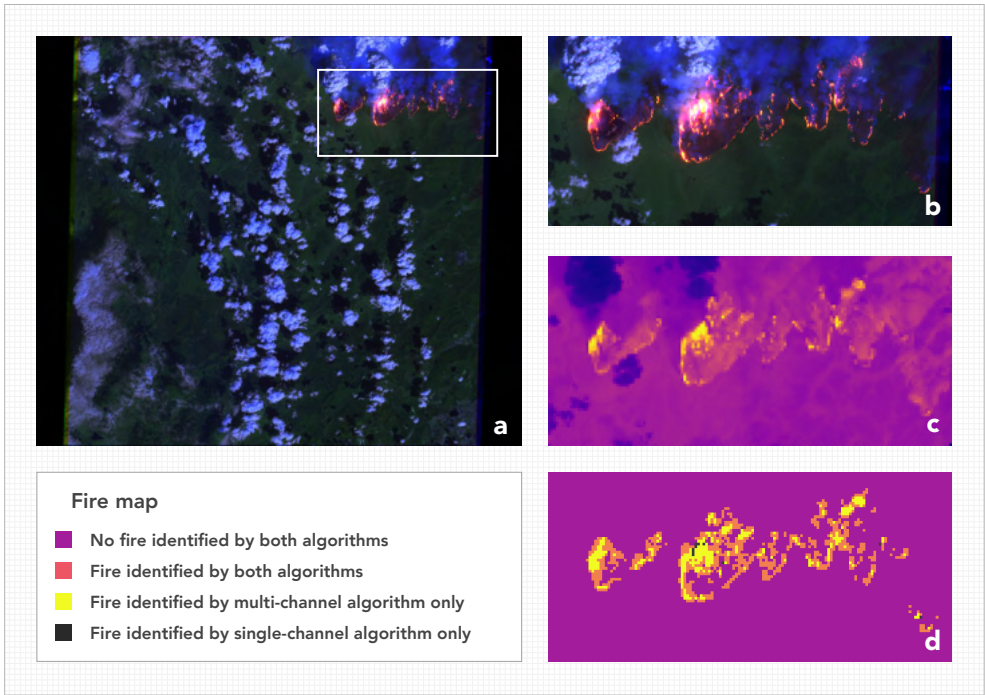 a
b
c
Fire map
No fire identified by both algorithms
Fire identified by both algorithms
Fire identified by multi-channel algorithm only
Fire identified by single-channel algorithm only
d